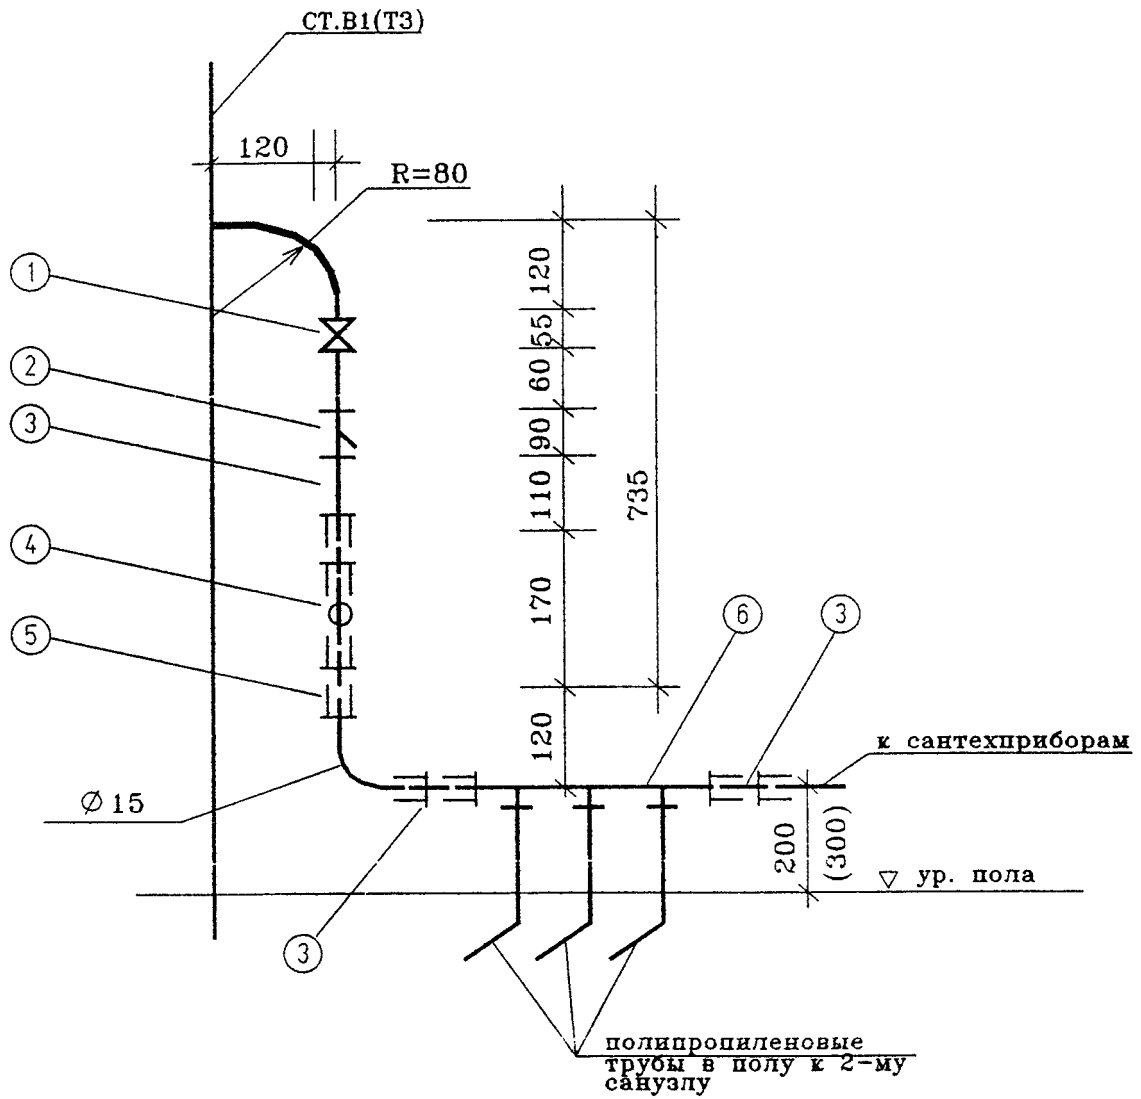 СТ.В1(Т3)
120
R=80
1
2
3
4
5
120
55
60
90
110
170
120
735
6
3
к сантехприборам
Ø 15
200
(300)
ур. пола
3
полипропиленовые
трубы в полу к 2-му
санузлу